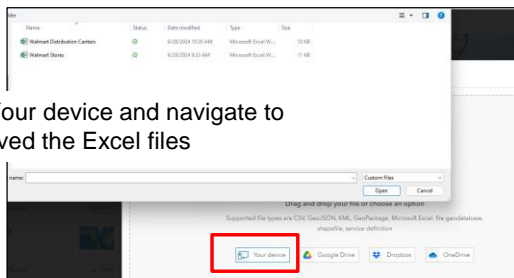 lder
Name Status Date modified Type Size
Walmart Distribution Centers 6/28/2024 10:30 AM Microsoft Excel W... 10 KB
Walmart Stores 6/28/2024 9:53 AM Microsoft Excel W... 11 KB
Your device and navigate to
ved the Excel files
name: Custom Files
Open Cancel
Drag and drop your file or choose an option
Supported file types are CSV, GeoJSON, KML, GeoPackage, Microsoft Excel, file geodatabase,
shapefile, service definition
Your device Google Drive Dropbox OneDrive